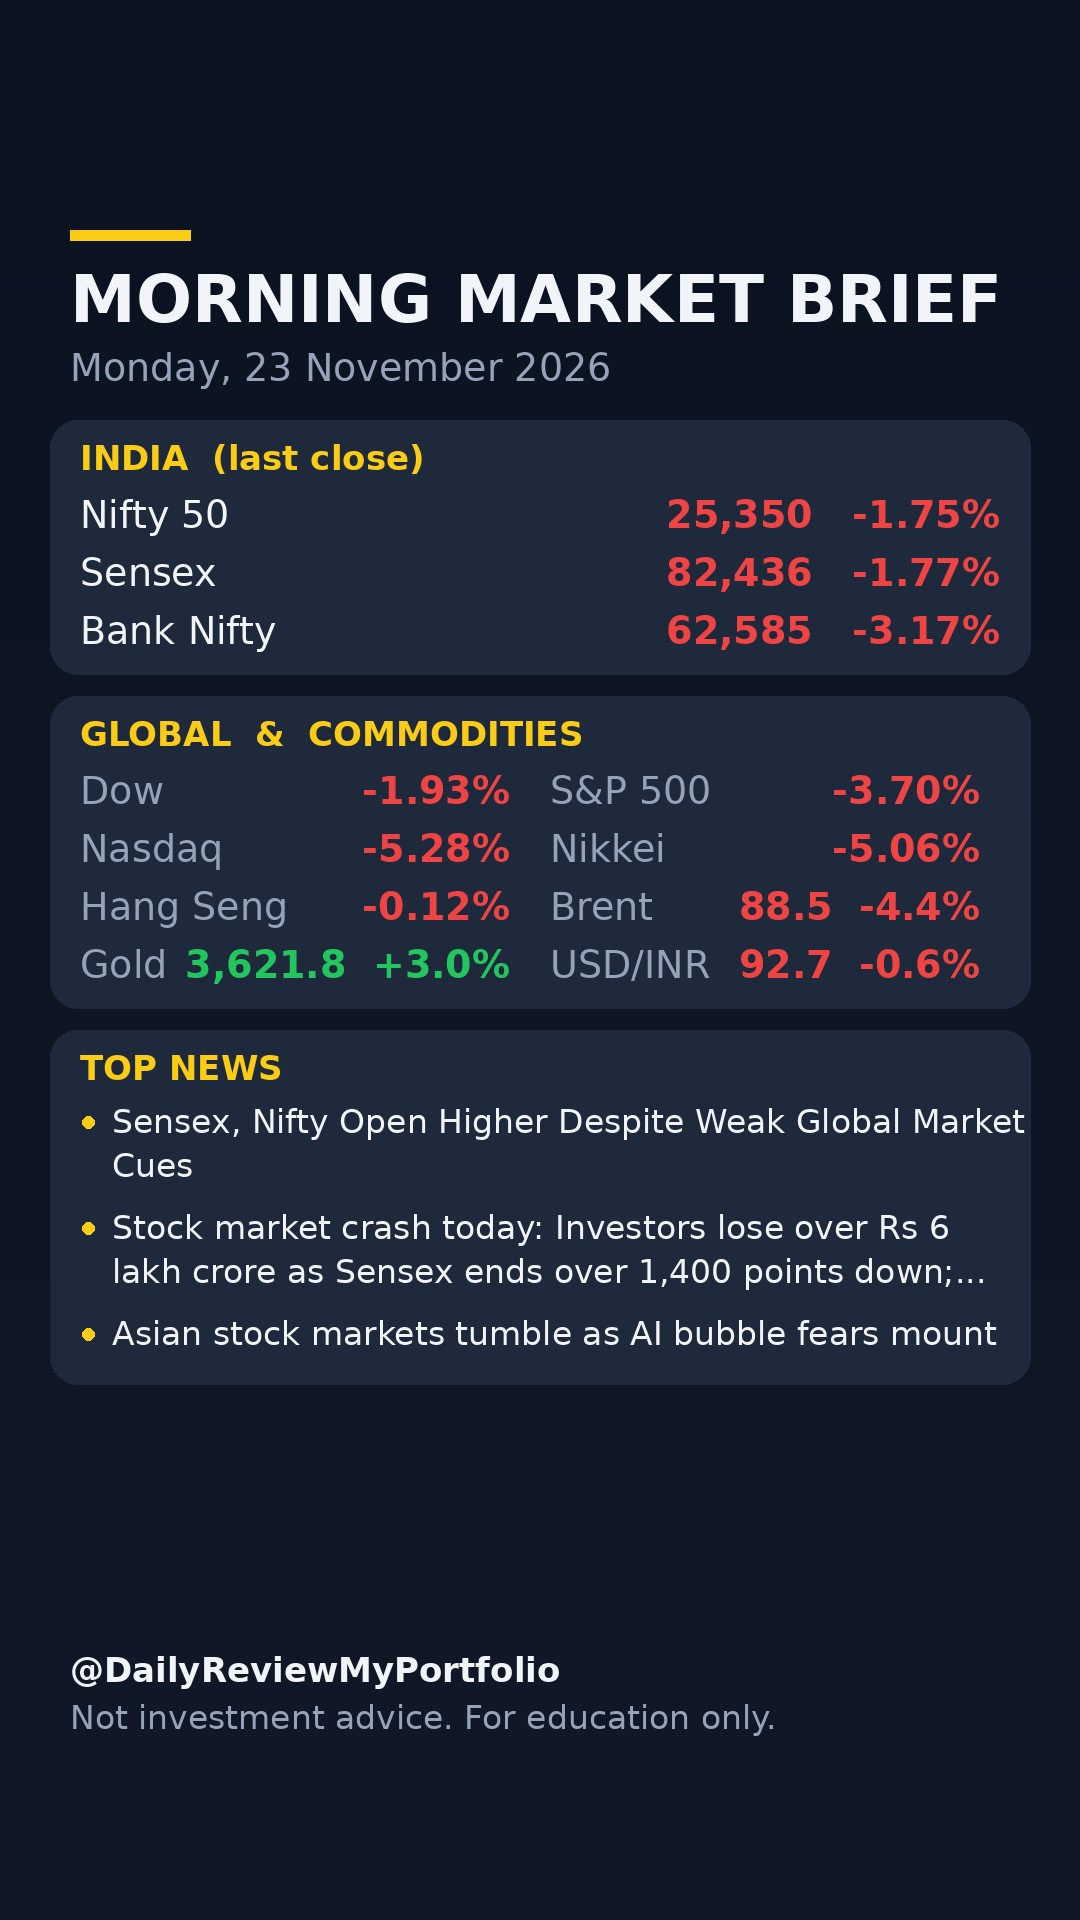 MORNING MARKET BRIEF
Monday, 23 November 2026
INDIA (last close)
Nifty 50 25,350 -1.75%
Sensex 82,436 -1.77%
Bank Nifty 62,585 -3.17%
GLOBAL & COMMODITIES
Dow -1.93% S&P 500 -3.70%
Nasdaq -5.28% Nikkei -5.06%
Hang Seng -0.12% Brent 88.5 -4.4%
Gold 3,621.8 +3.0% USD/INR 92.7 -0.6%
TOP NEWS
• Sensex, Nifty Open Higher Despite Weak Global Market
Cues
• Stock market crash today: Investors lose over Rs 6
lakh crore as Sensex ends over 1,400 points down;...
• Asian stock markets tumble as AI bubble fears mount
@DailyReviewMyPortfolio
Not investment advice. For education only.